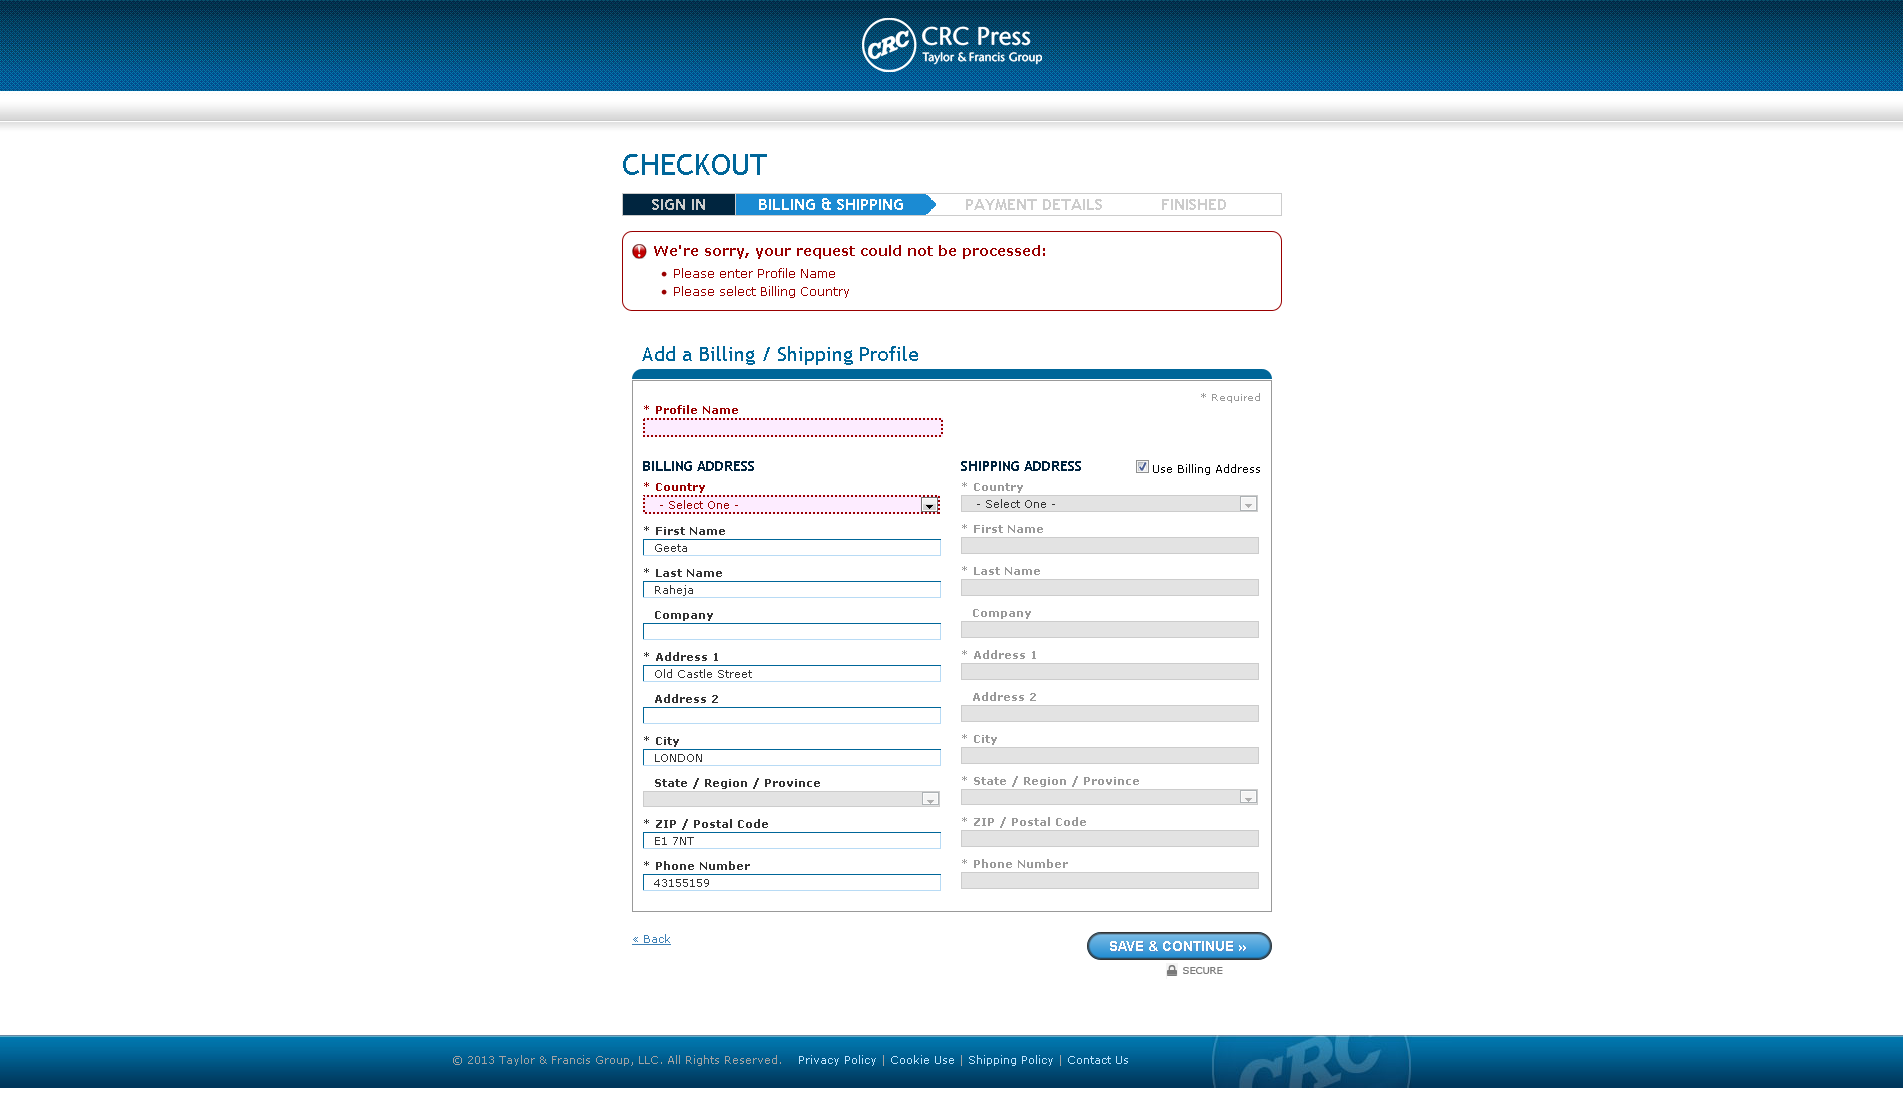 CRC CRC Press
Taylor & Francis Group
CHECKOUT
SIGN IN BILLING & SHIPPING PAYMENT DETAILS FINISHED
We're sorry, your request could not be processed:
• Please enter Profile Name
• Please select Billing Country
Add a Billing / Shipping Profile
* Required
* Profile Name
BILLING ADDRESS
* Country
- Select One -
* First Name
Geeta
* Last Name
Raheja
Company
* Address 1
Old Castle Street
Address 2
* City
LONDON
State / Region / Province
* ZIP / Postal Code
E1 7NT
* Phone Number
43155159
SHIPPING ADDRESS Use Billing Address
* Country
- Select One -
* First Name
* Last Name
Company
* Address 1
Address 2
* City
* State / Region / Province
* ZIP / Postal Code
* Phone Number
« Back
SAVE & CONTINUE »
SECURE
© 2013 Taylor & Francis Group, LLC. All Rights Reserved. Privacy Policy | Cookie Use | Shipping Policy | Contact Us
CRC